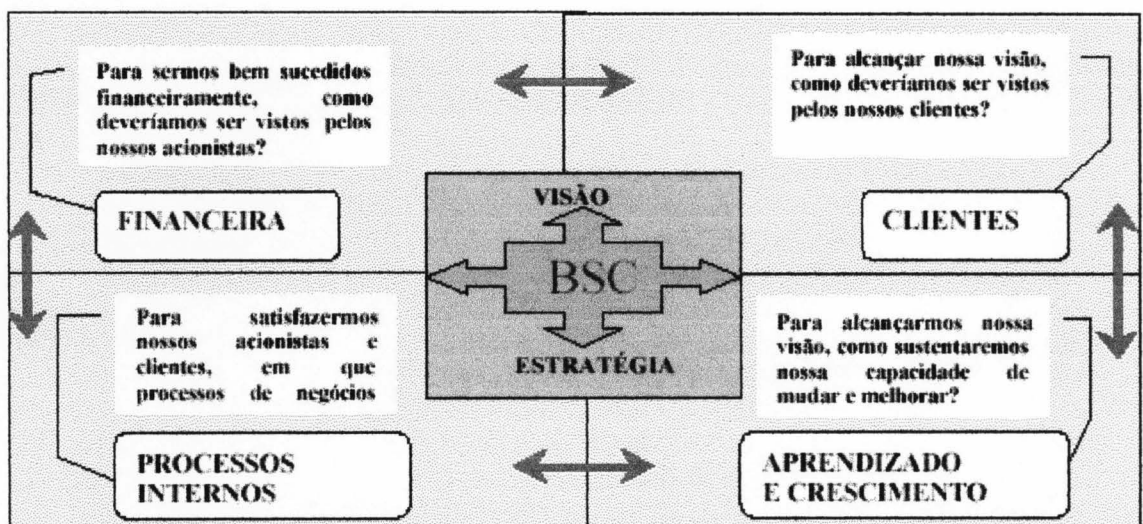 Para sermos bem sucedidos
financeiramente, como
deveríamos ser vistos pelos
nossos acionistas?
FINANCEIRA
Para alcançar nossa visão,
como deveríamos ser vistos
pelos nossos clientes?
CLIENTES
VISÃO
BSC
ESTRATÉGIA
Para satisfazermos
nossos acionistas e
clientes, em que
processos de negócios
PROCESSOS
INTERNOS
Para alcançarmos nossa
visão, como sustentaremos
nossa capacidade de
mudar e melhorar?
APRENDIZADO
E CRESCIMENTO